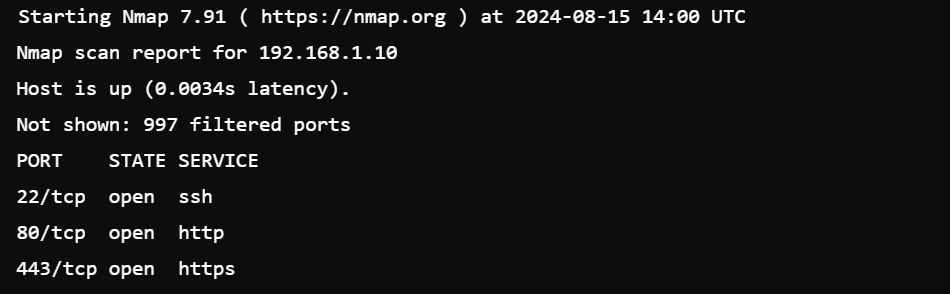 Starting Nmap 7.91 ( https://nmap.org ) at 2024-08-15 14:00 UTC
Nmap scan report for 192.168.1.10
Host is up (0.0034s latency).
Not shown: 997 filtered ports
PORT    STATE SERVICE
22/tcp  open  ssh
80/tcp  open  http
443/tcp open  https